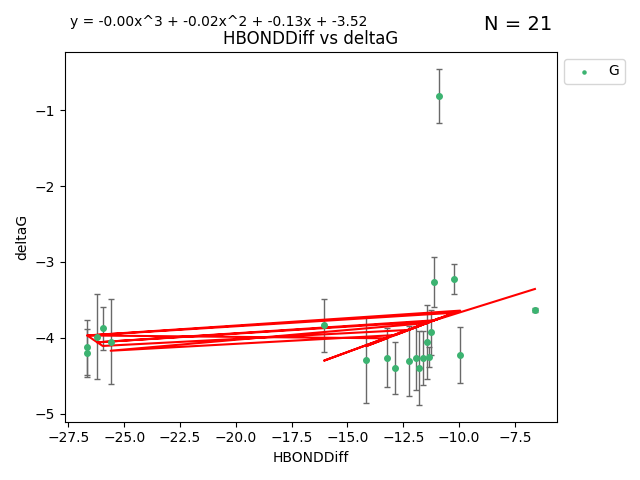 y = -0.00x^3 + -0.02x^2 + -0.13x + -3.52
N = 21
HBONDDiff vs deltaG
G
deltaG
−1
−2
−3
−4
−5
−27.5 −25.0 −22.5 −20.0 −17.5 −15.0 −12.5 −10.0 −7.5
HBONDDiff